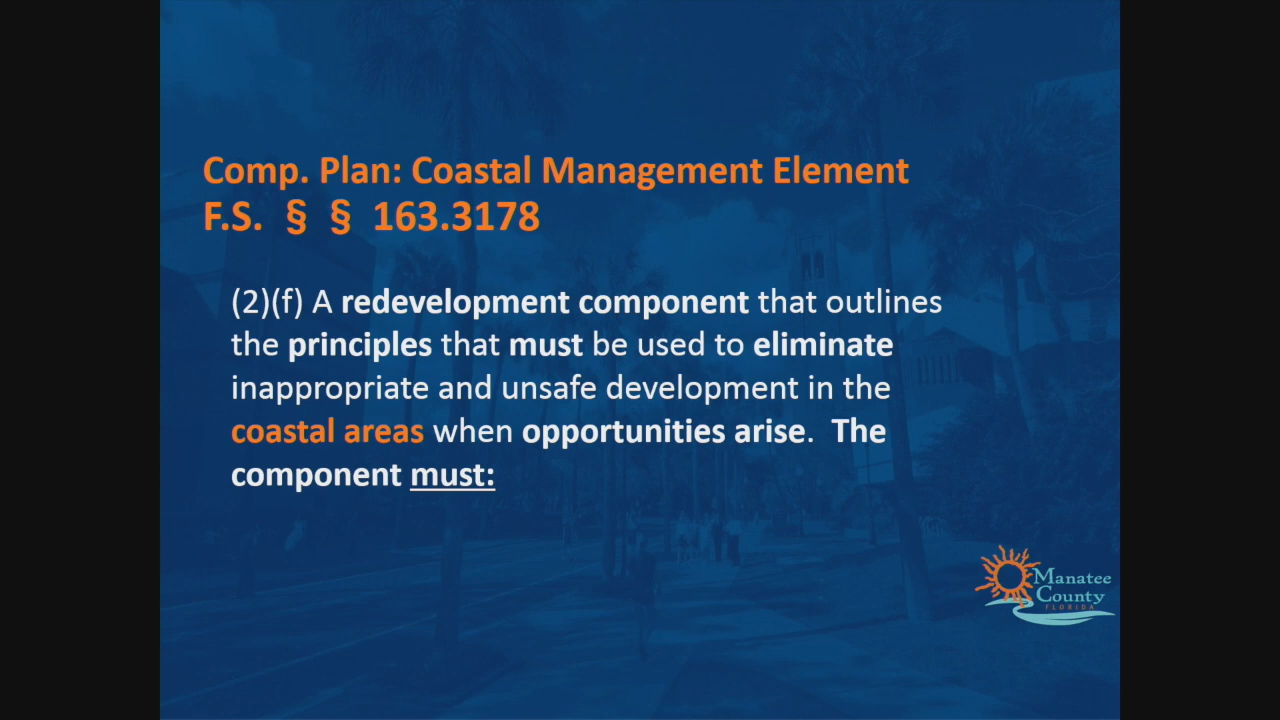 Comp. Plan: Coastal Management Element
F.S. § § 163.3178
(2)(f) A redevelopment component that outlines
the principles that must be used to eliminate
inappropriate and unsafe development in the
coastal areas when opportunities arise. The
component must:
Manatee
County
FLORIDA